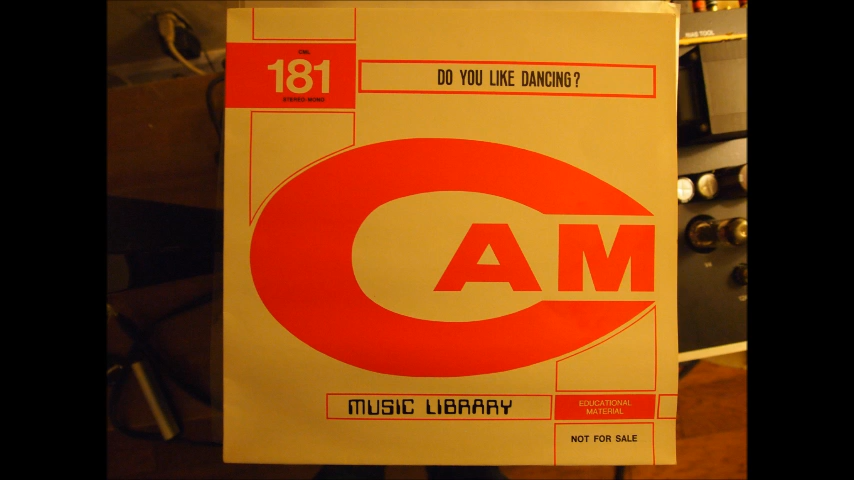 CML
181
STEREO-MONO
DO YOU LIKE DANCING?
CAM
MUSIC LIBRARY
EDUCATIONAL
MATERIAL
NOT FOR SALE